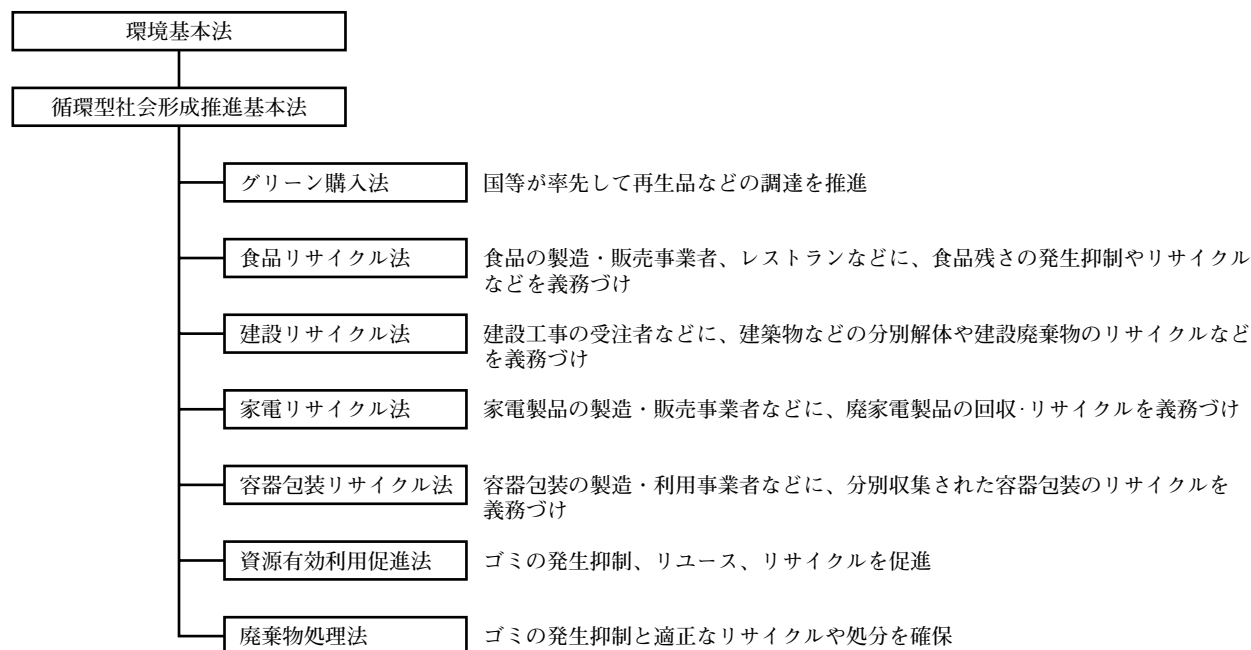 環境基本法
循環型社会形成推進基本法
グリーン購入法
国等が率先して再生品などの調達を推進
食品リサイクル法
食品の製造・販売事業者、レストランなどに、食品残さの発生抑制やリサイクル
などを義務づけ
建設リサイクル法
建設工事の受注者などに、建築物などの分別解体や建設廃棄物のリサイクルなど
を義務づけ
家電リサイクル法
家電製品の製造・販売事業者などに、廃家電製品の回収·リサイクルを義務づけ
容器包装リサイクル法
容器包装の製造・利用事業者などに、分別収集された容器包装のリサイクルを
義務づけ
資源有効利用促進法
ゴミの発生抑制、リユース、リサイクルを促進
廃棄物処理法
ゴミの発生抑制と適正なリサイクルや処分を確保